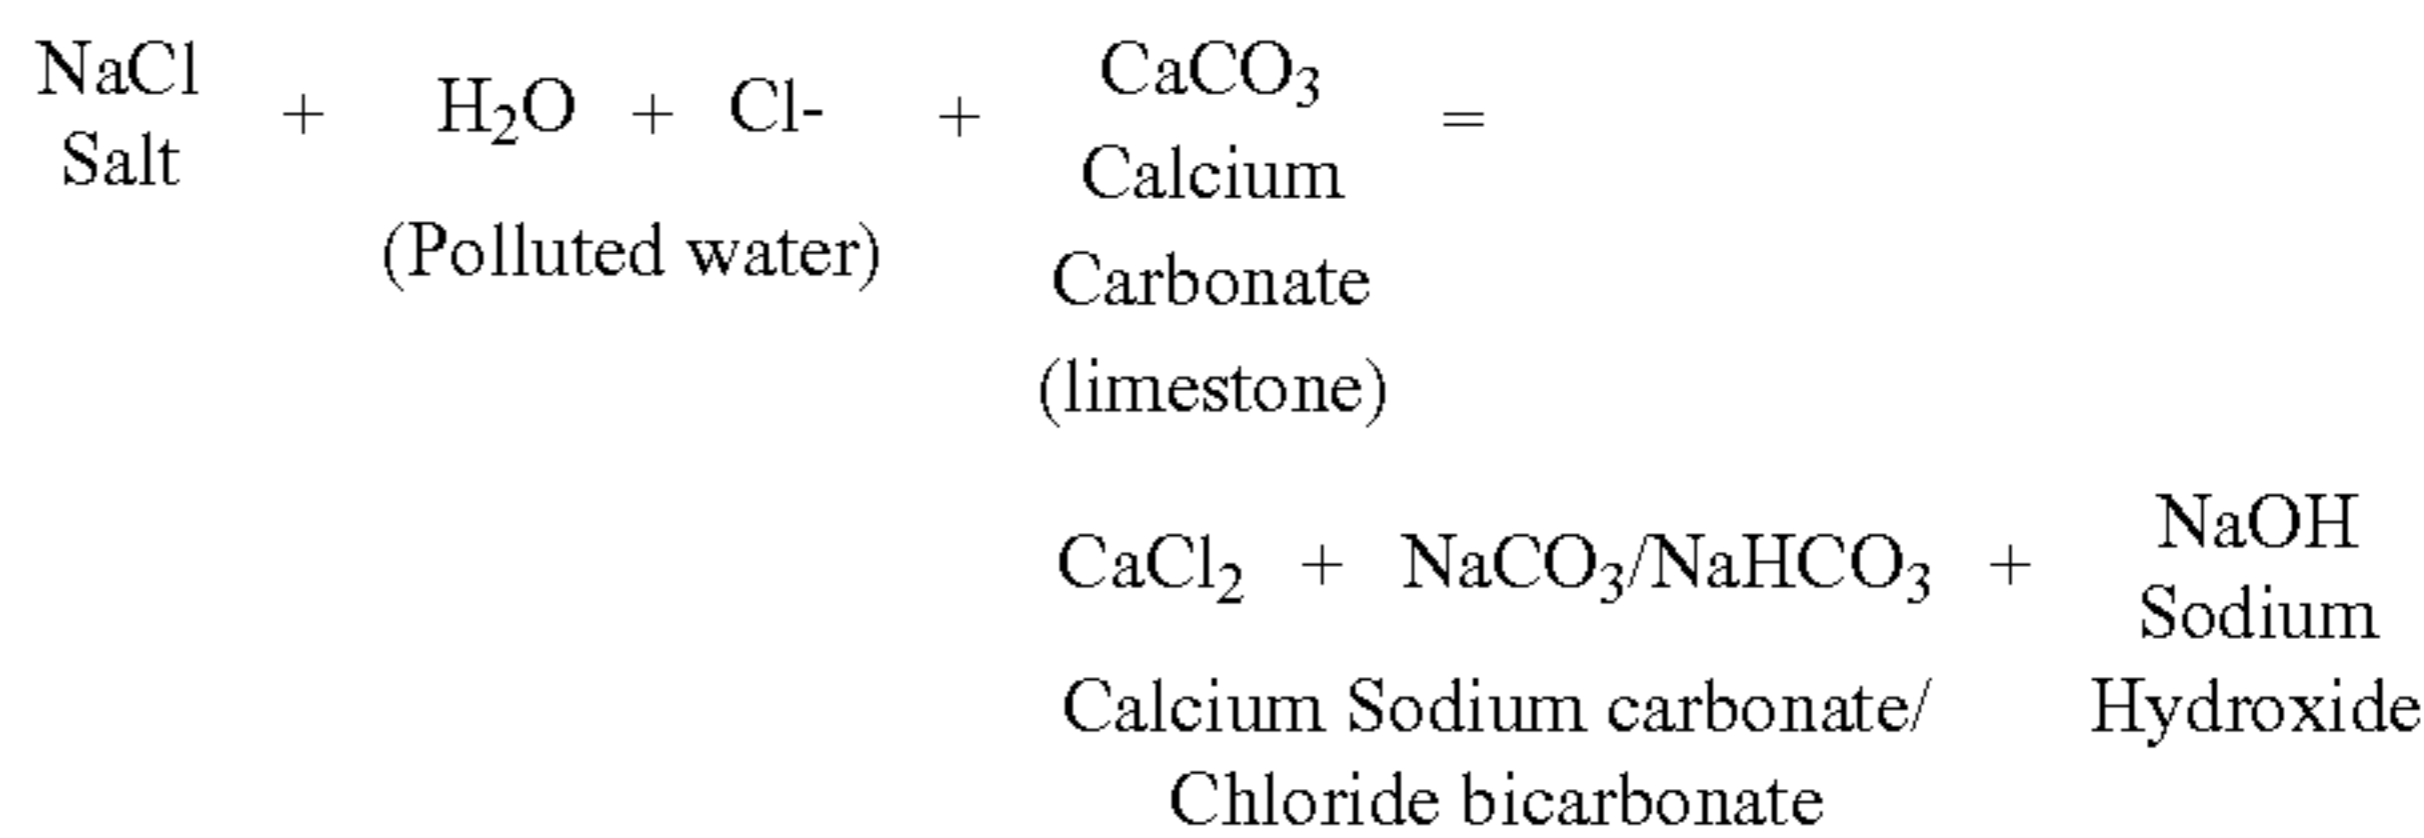 NaCl + H₂O + Cl- + CaCO₃ =
Salt
Calcium
(Polluted water)
Carbonate
(limestone)
CaCl₂ + NaCO₃/NaHCO₃ + NaOH
Sodium
Calcium Sodium carbonate/ Hydroxide
Chloride bicarbonate